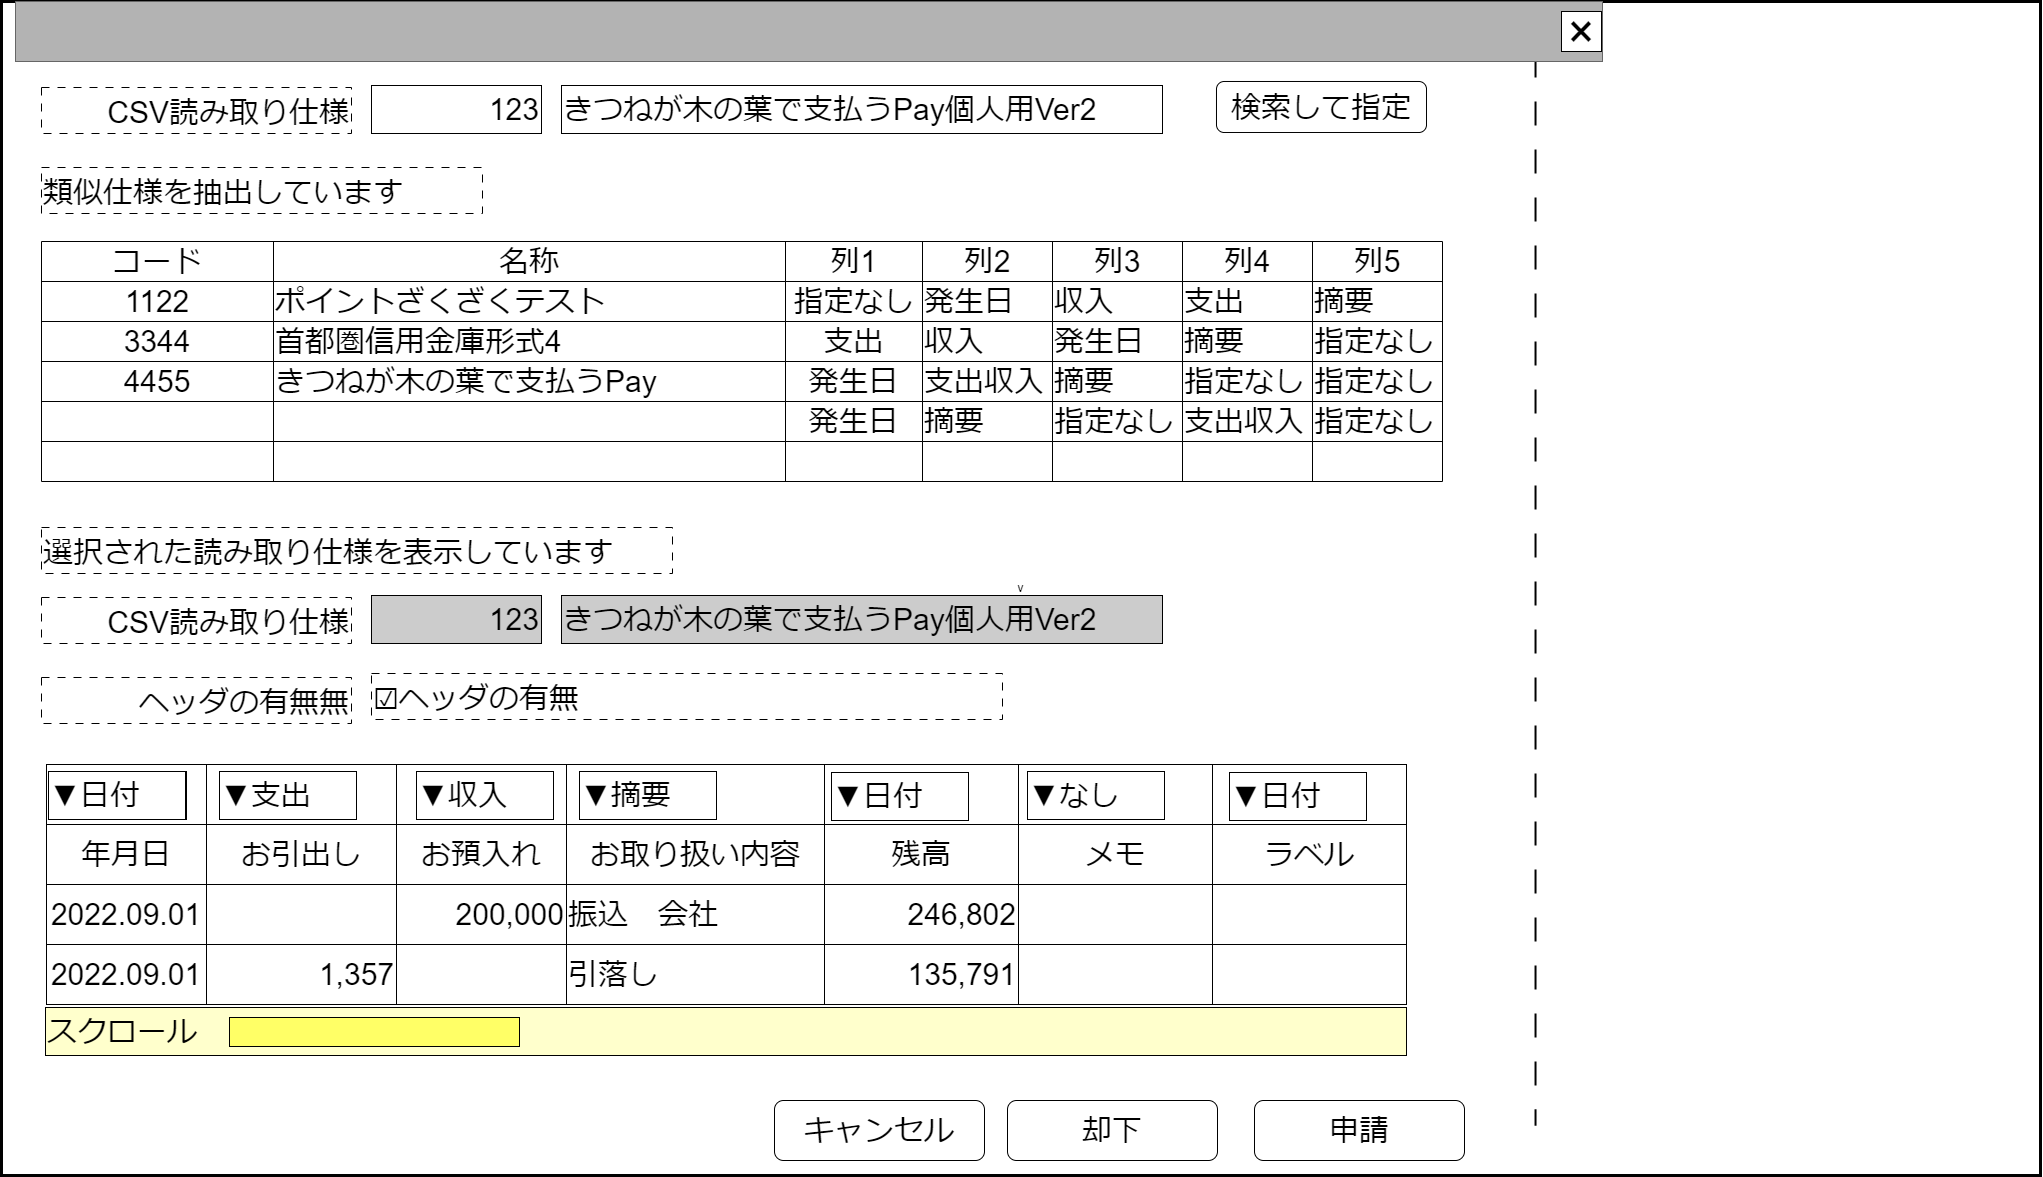 ×
CSV読み取り仕様 123 きつねが木の葉で支払うPay個人用Ver2 検索して指定
類似仕様を抽出しています
コード 名称 列1 列2 列3 列4 列5
1122 ポイントざくざくテスト 指定なし 発生日 収入 支出 摘要
3344 首都圏信用金庫形式4 支出 収入 発生日 摘要 指定なし
4455 きつねが木の葉で支払うPay 発生日 支出収入 摘要 指定なし 指定なし
発生日 摘要 指定なし 支出収入 指定なし
選択された読み取り仕様を表示しています
v
CSV読み取り仕様 123 きつねが木の葉で支払うPay個人用Ver2
ヘッダの有無無 ☑ヘッダの有無
▼日付 ▼支出 ▼収入 ▼摘要 ▼日付 ▼なし ▼日付
年月日 お引出し お預入れ お取り扱い内容 残高 メモ ラベル
2022.09.01 200,000 振込　会社 246,802
2022.09.01 1,357 引落し 135,791
スクロール
キャンセル 却下 申請